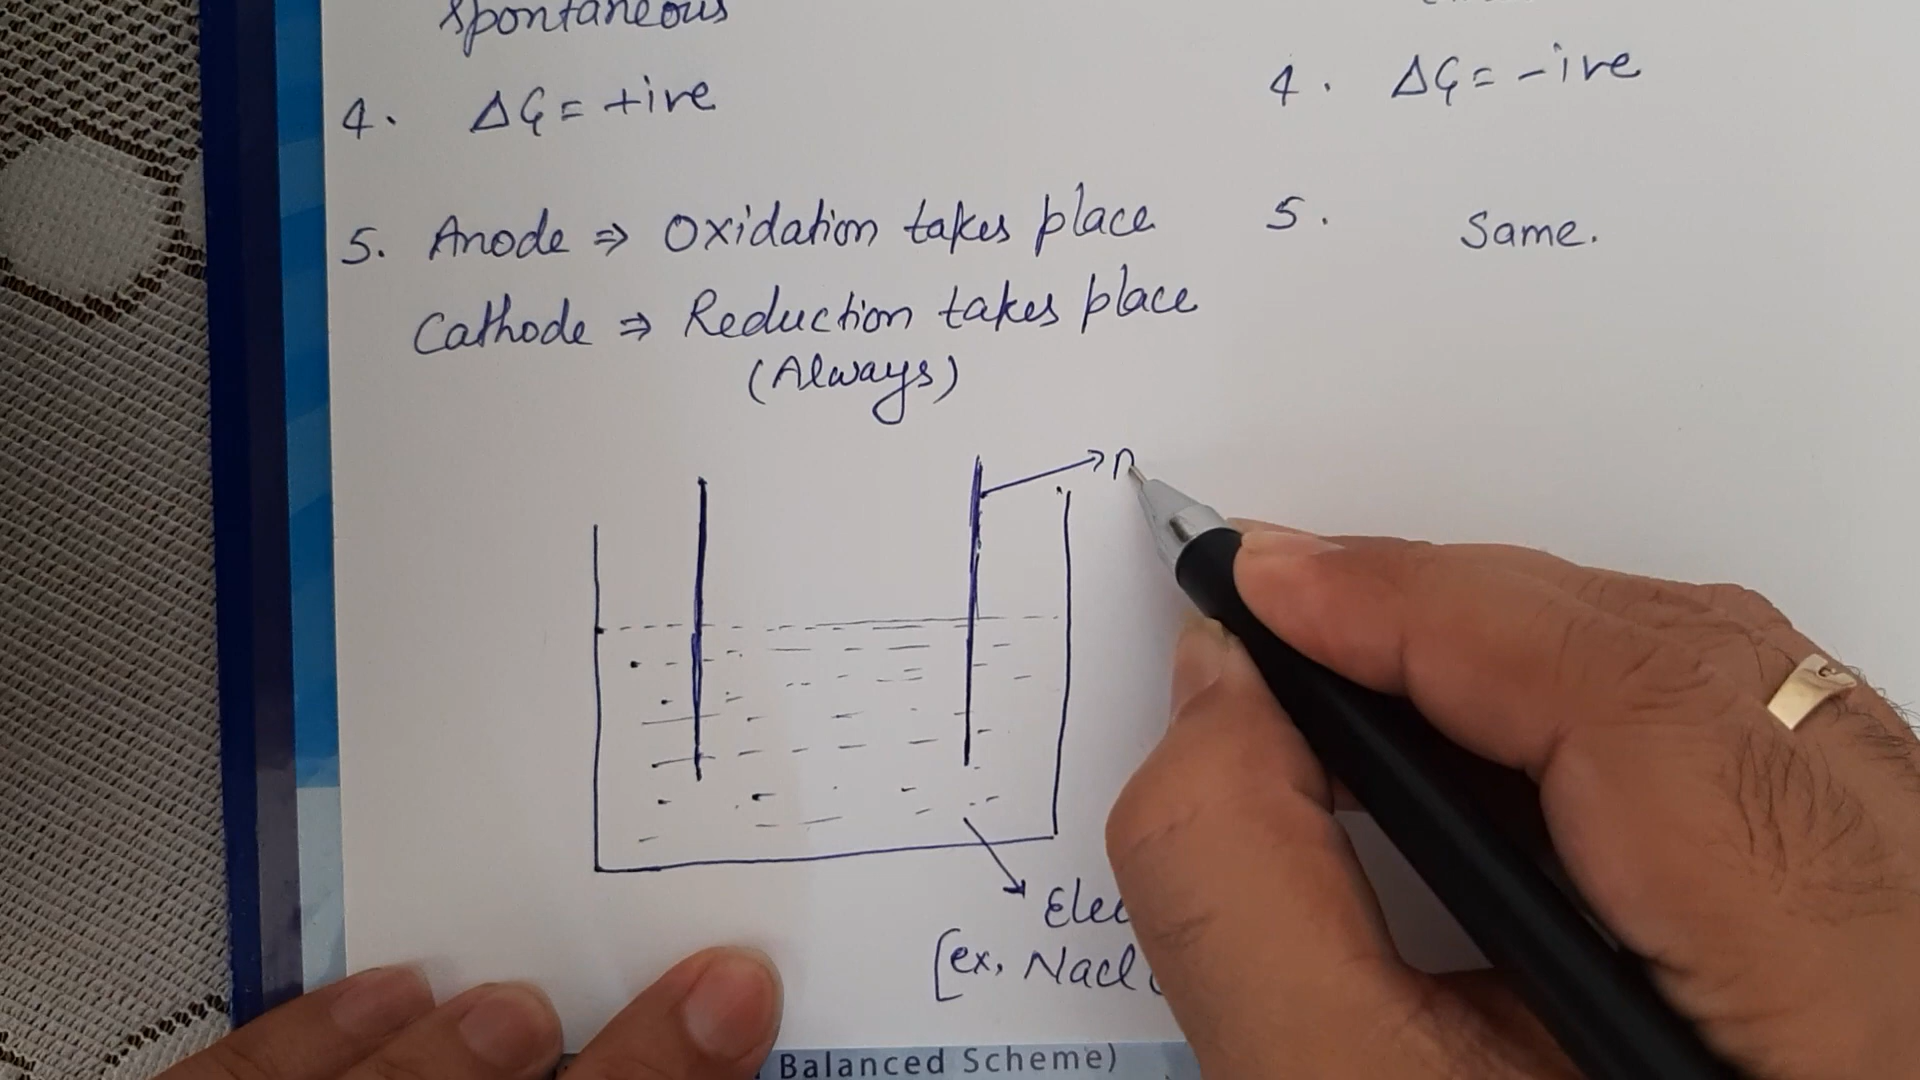 spontaneous
4. ΔG = +ive
4. ΔG = -ive
5. Anode ⇒ Oxidation takes place
Cathode ⇒ Reduction takes place
(Always)
5. Same.
→ n
Elec
[ex, Nacl
Balanced Scheme)